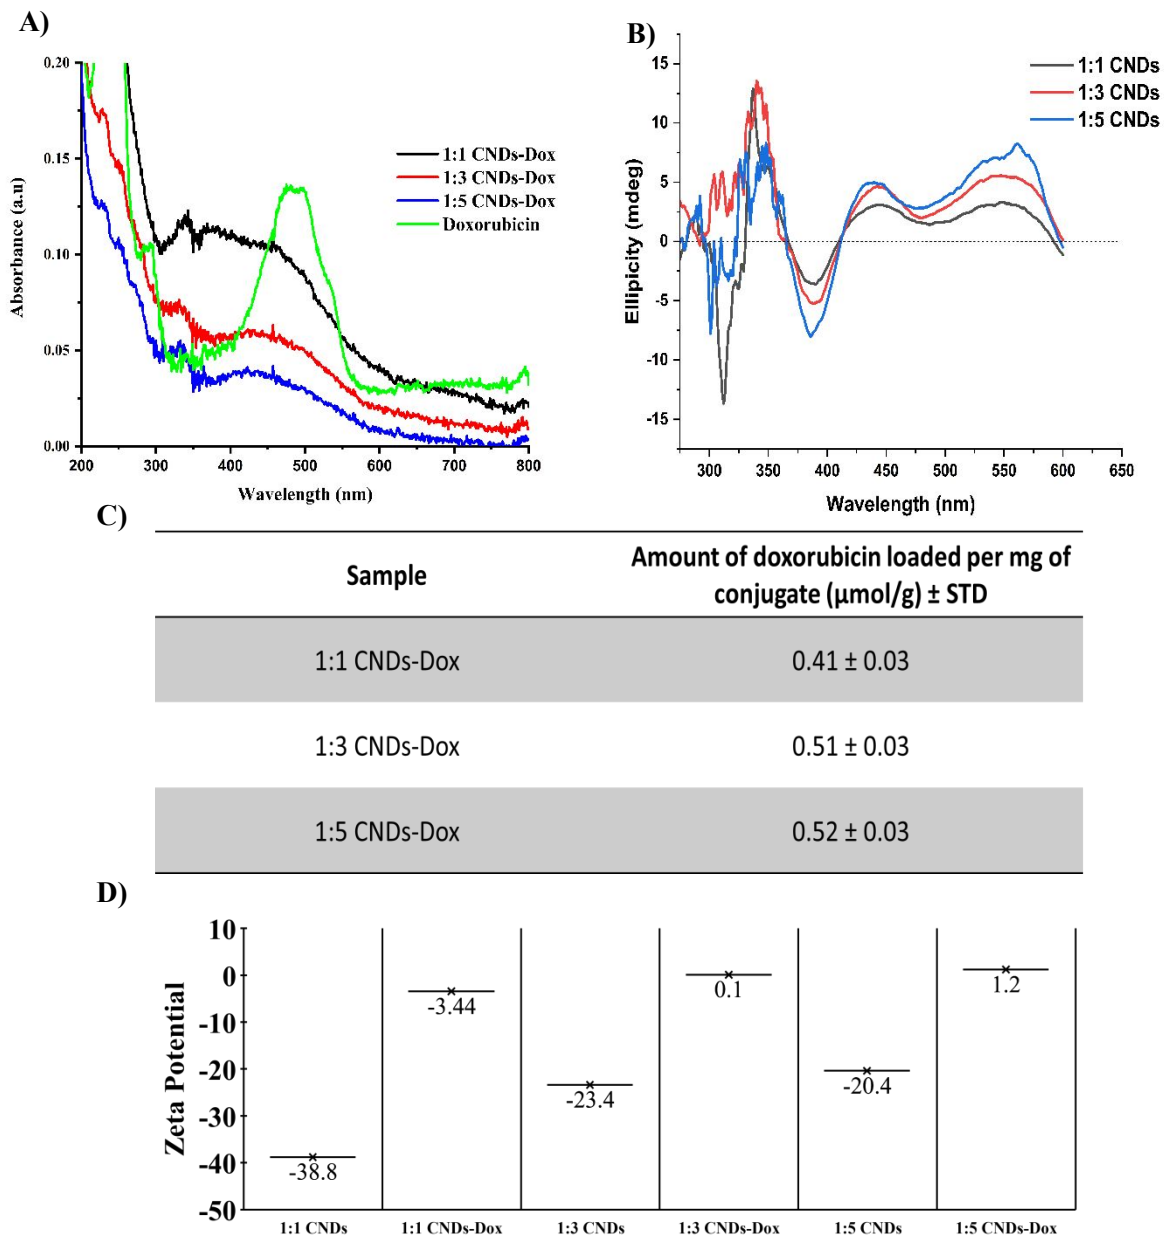 A)
0.20
0.15
0.10
0.05
0.00
Absorbance (a.u)
1:1 CNDs-Dox
1:3 CNDs-Dox
1:5 CNDs-Dox
Doxorubicin
200 300 400 500 600 700 800
Wavelength (nm)
B)
15
10
5
0
-5
-10
-15
Ellipicity (mdeg)
1:1 CNDs
1:3 CNDs
1:5 CNDs
300 350 400 450 500 550 600 650
Wavelength (nm)
C)
Sample
Amount of doxorubicin loaded per mg of
conjugate (µmol/g) ± STD
1:1 CNDs-Dox 0.41 ± 0.03
1:3 CNDs-Dox 0.51 ± 0.03
1:5 CNDs-Dox 0.52 ± 0.03
D)
10
0
-10
-20
-30
-40
-50
Zeta Potential
-38.8
-3.44
-23.4
0.1
-20.4
1.2
1:1 CNDs 1:1 CNDs-Dox 1:3 CNDs 1:3 CNDs-Dox 1:5 CNDs 1:5 CNDs-Dox